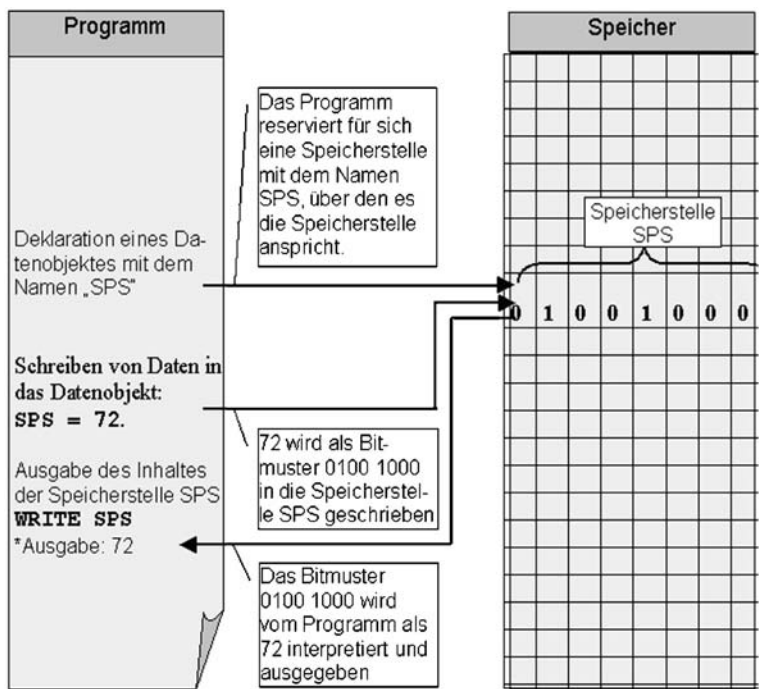 Programm
Speicher
Das Programm
reserviert für sich
eine Speicherstelle
mit dem Namen
SPS, über den es
die Speicherstelle
anspricht.
Speicherstelle
SPS
Deklaration eines Da-
tenobjektes mit dem
Namen „SPS"
0 1 0 0 1 0 0 0
Schreiben von Daten in
das Datenobjekt:
SPS = 72.
72 wird als Bit-
muster 0100 1000
in die Speicherstel-
le SPS geschrieben
Ausgabe des Inhaltes
der Speicherstelle SPS
WRITE SPS
*Ausgabe: 72
Das Bitmuster
0100 1000 wird
vom Programm als
72 interpretiert und
ausgegeben